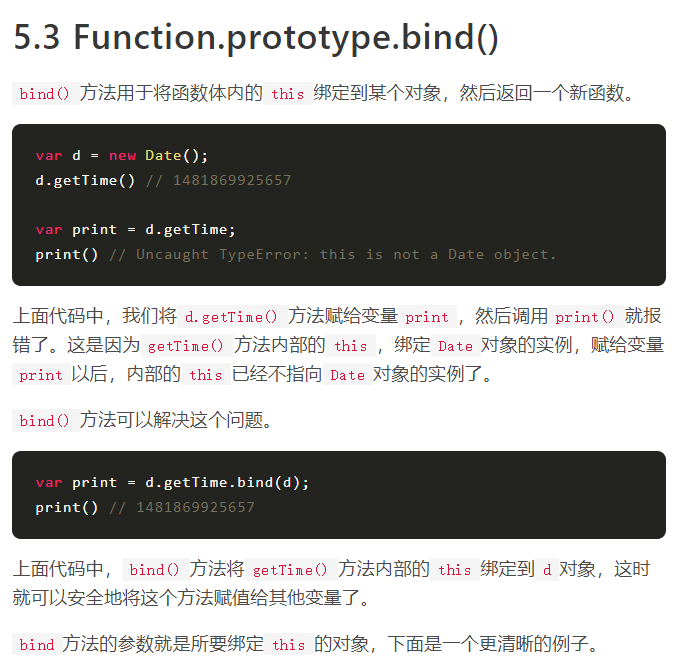 5.3 Function.prototype.bind()
bind() 方法用于将函数体内的 this 绑定到某个对象，然后返回一个新函数。
var d = new Date();
d.getTime() // 1481869925657
var print = d.getTime;
print() // Uncaught TypeError: this is not a Date object.
上面代码中，我们将 d.getTime() 方法赋给变量 print ，然后调用 print() 就报
错了。这是因为 getTime() 方法内部的 this ，绑定 Date 对象的实例，赋给变量
print 以后，内部的 this 已经不指向 Date 对象的实例了。
bind() 方法可以解决这个问题。
var print = d.getTime.bind(d);
print() // 1481869925657
上面代码中， bind() 方法将 getTime() 方法内部的 this 绑定到 d 对象，这时
就可以安全地将这个方法赋值给其他变量了。
bind 方法的参数就是所要绑定 this 的对象，下面是一个更清晰的例子。